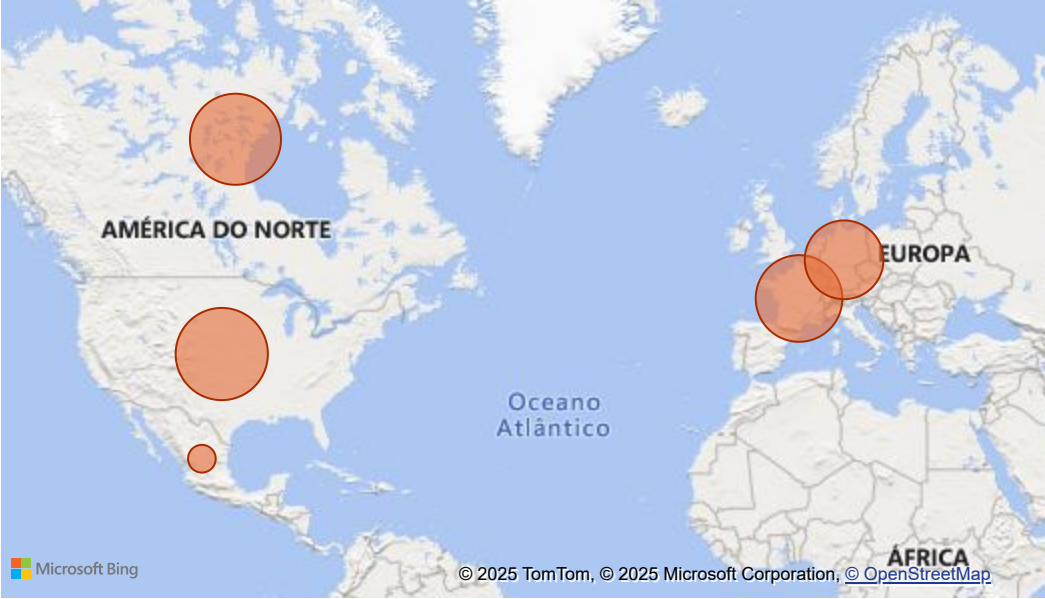 AMÉRICA DO NORTE
EUROPA
Oceano
Atlântico
ÁFRICA
Microsoft Bing
© 2025 TomTom, © 2025 Microsoft Corporation, © OpenStreetMap